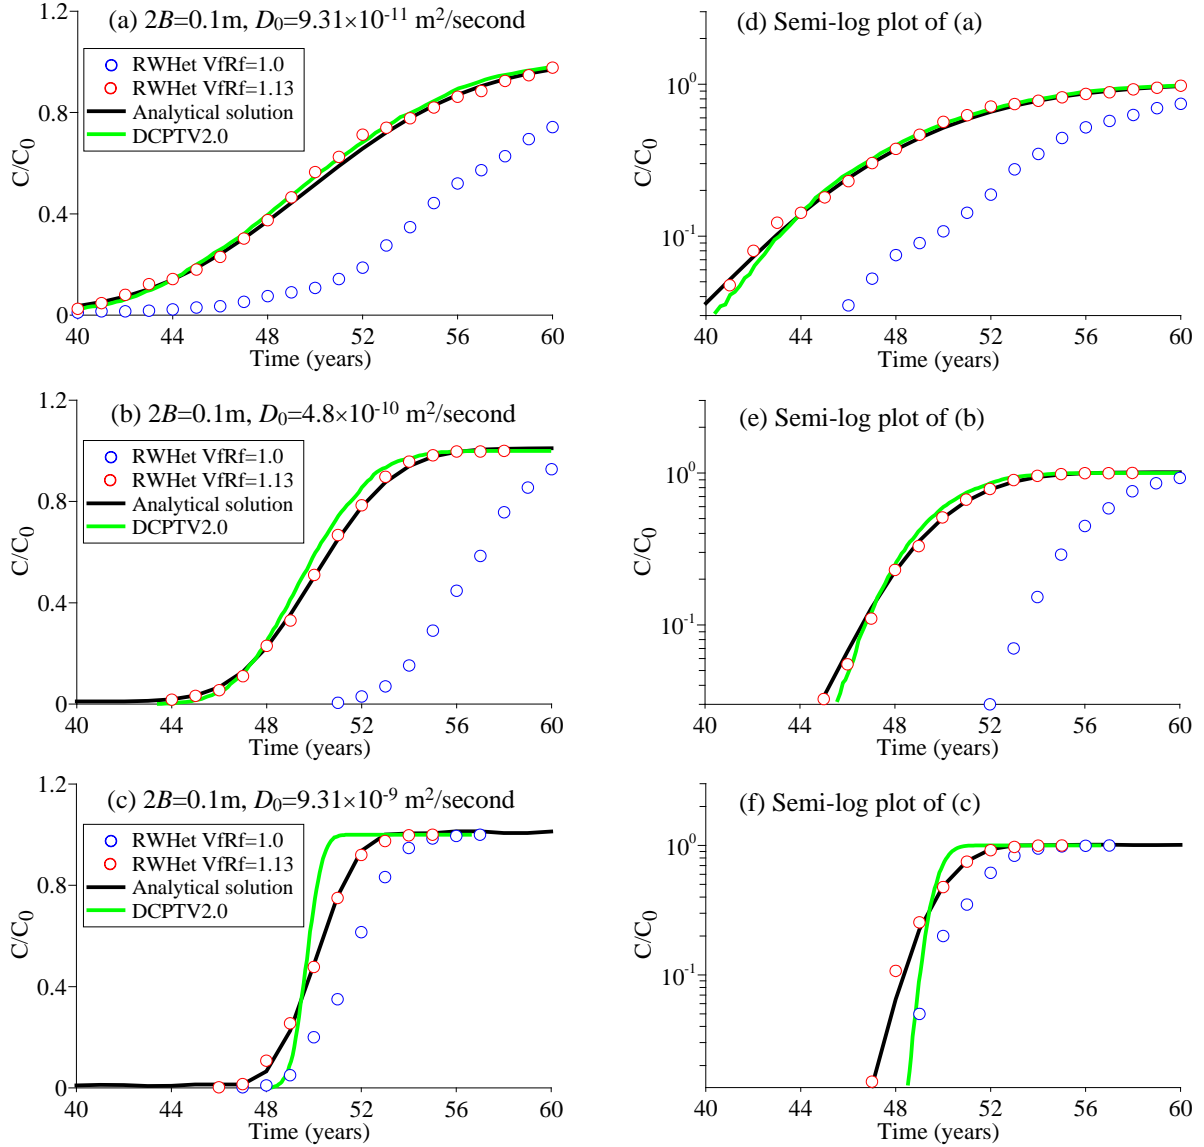 (a) 2B=0.1m, D0=9.31×10-11 m2/second
1.2
0.8
0.4
0
C/C0
RWHet VfRf=1.0
RWHet VfRf=1.13
Analytical solution
DCPTV2.0
40 44 48 52 56 60
Time (years)
(d) Semi-log plot of (a)
100
10-1
C/C0
40 44 48 52 56 60
Time (years)
(b) 2B=0.1m, D0=4.8×10-10 m2/second
1.2
0.8
0.4
0
C/C0
RWHet VfRf=1.0
RWHet VfRf=1.13
Analytical solution
DCPTV2.0
40 44 48 52 56 60
Time (years)
(e) Semi-log plot of (b)
100
10-1
C/C0
40 44 48 52 56 60
Time (years)
(c) 2B=0.1m, D0=9.31×10-9 m2/second
1.2
0.8
0.4
0
C/C0
RWHet VfRf=1.0
RWHet VfRf=1.13
Analytical solution
DCPTV2.0
40 44 48 52 56 60
Time (years)
(f) Semi-log plot of (c)
100
10-1
C/C0
40 44 48 52 56 60
Time (years)